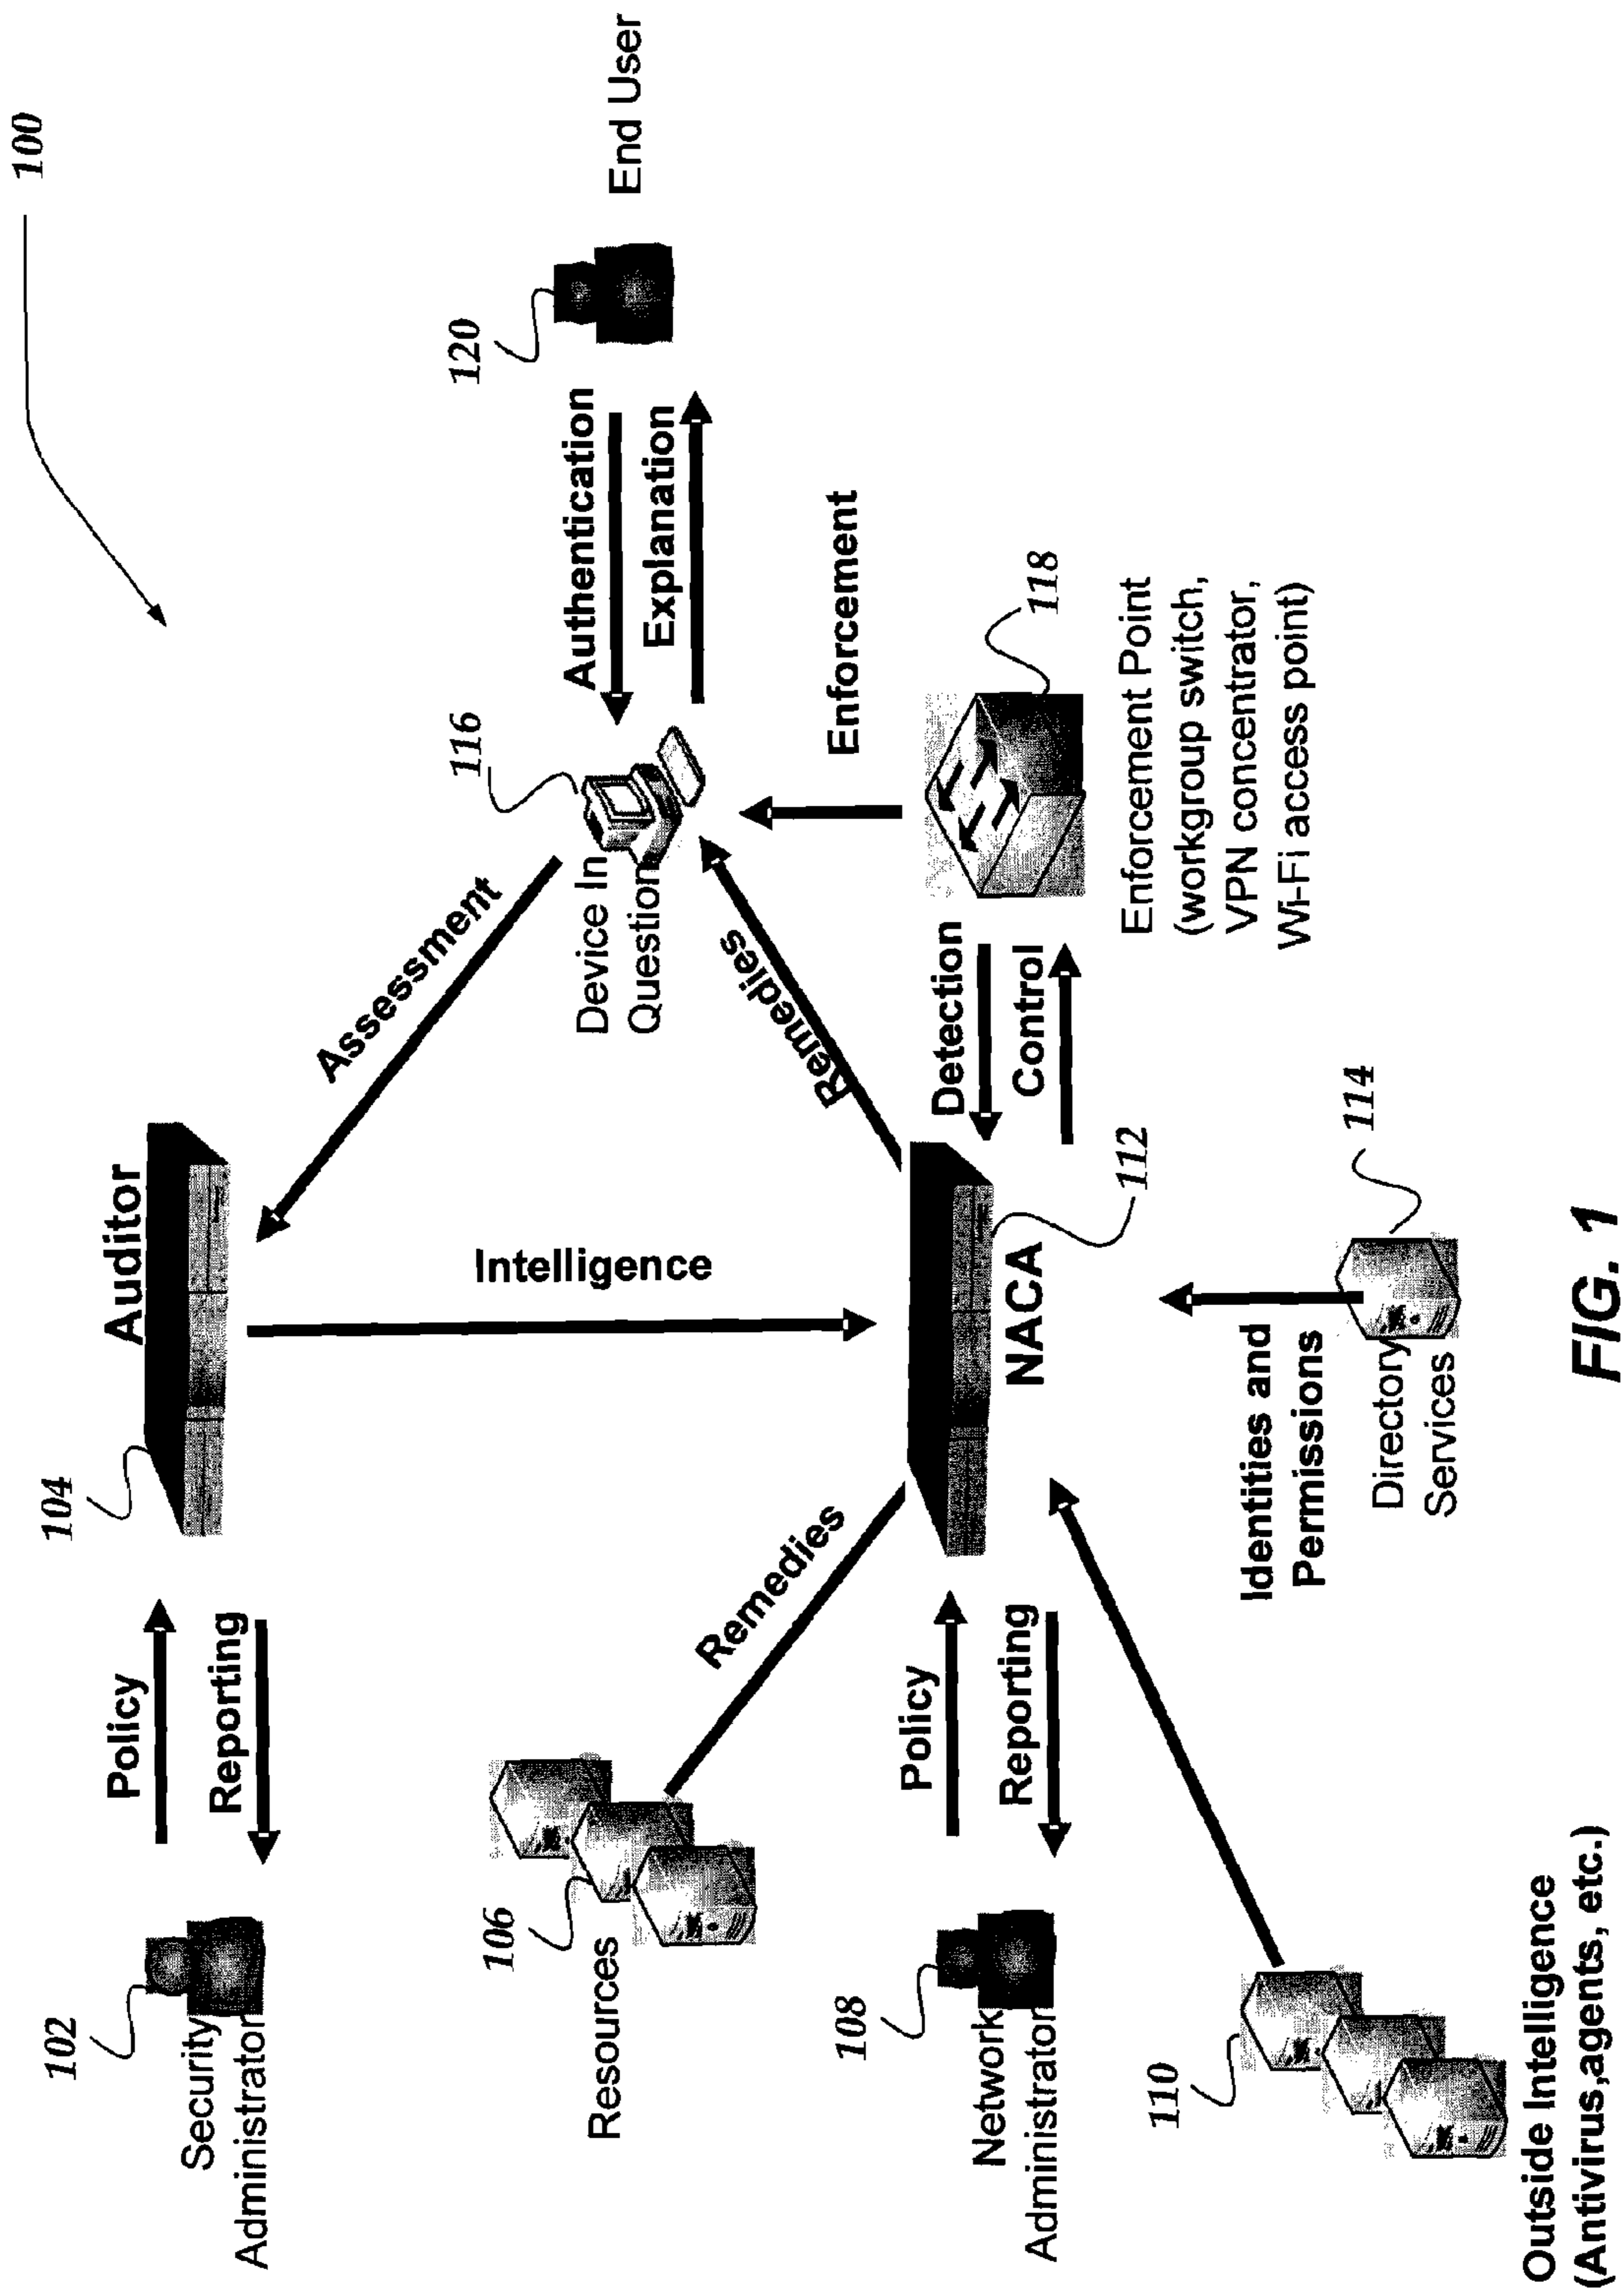 100
102
Security
Administrator
Policy
Reporting
104
Auditor
Assessment
116
Device In
Question
Authentication
Explanation
120
End User
106
Resources
Remedies
Intelligence
Remedies
Enforcement
108
Network
Administrator
Policy
Reporting
NACA
112
Detection
Control
118
Enforcement Point
(workgroup switch,
VPN concentrator,
Wi-Fi access point)
110
Outside Intelligence
(Antivirus,agents, etc.)
Identities and
Permissions
Directory
Services
114
FIG. 1